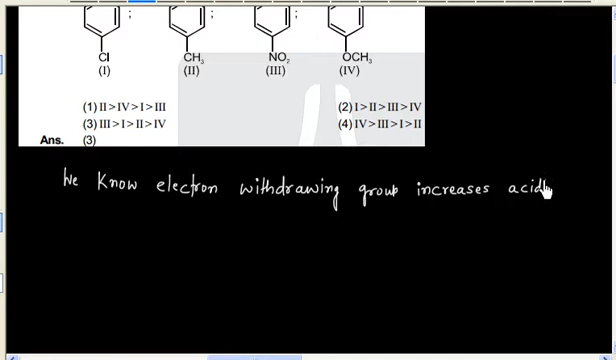 ; ; ;
Cl CH₃ NO₂ OCH₃
(I) (II) (III) (IV)
(1) II > IV > I > III (2) I > II > III > IV
(3) III > I > II > IV (4) IV > III > I > II
Ans. (3)
We know electron withdrawing group increases acid